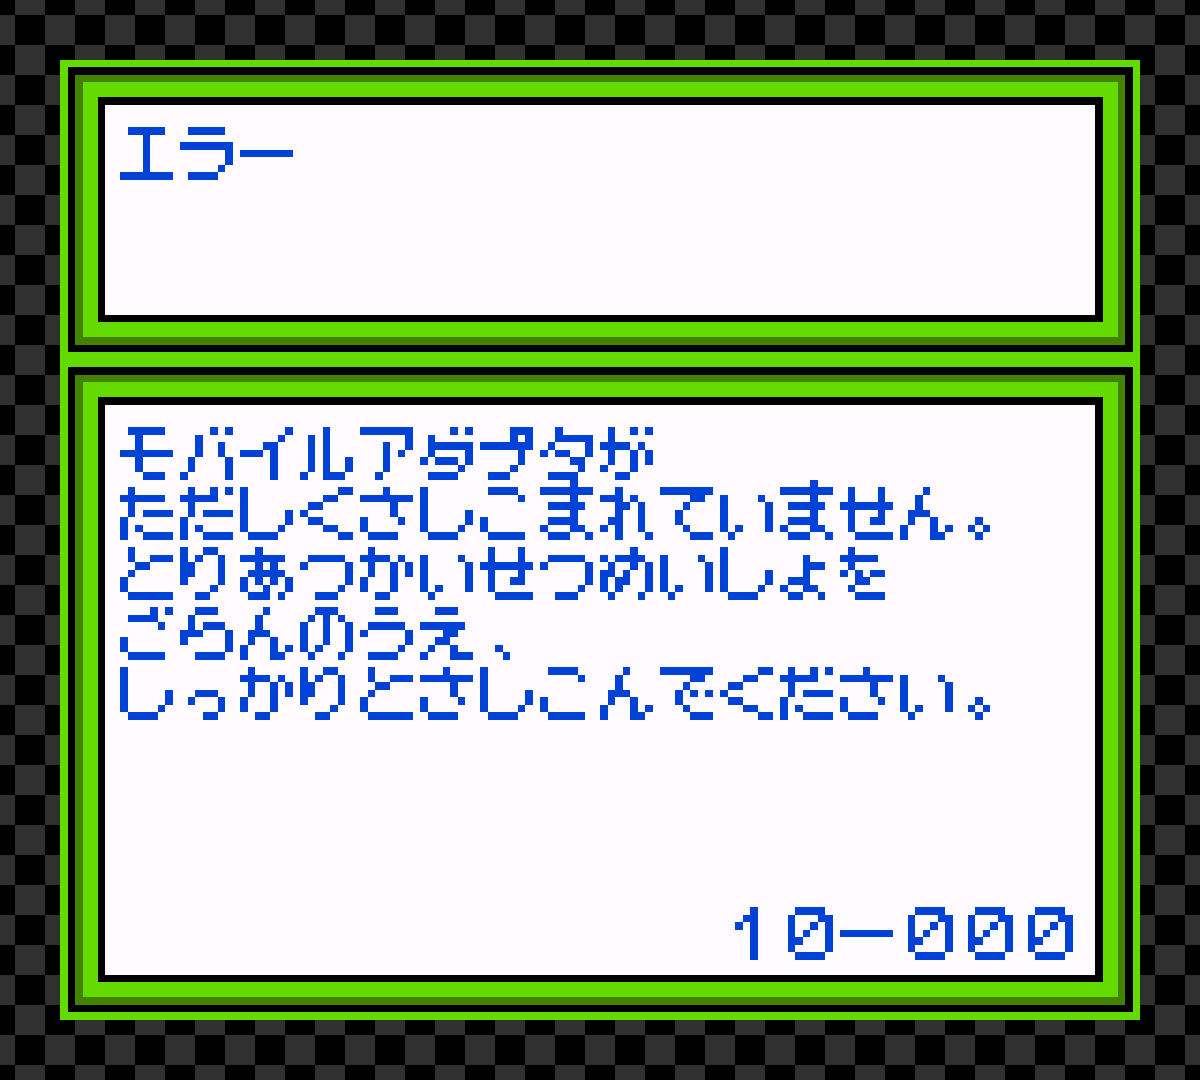 エラー
モバイルアダプタが
ただしくさしこまれていません。
とりあつかいせつめいしょを
ごらんのうえ、
しっかりとさしこんでください。
10-000